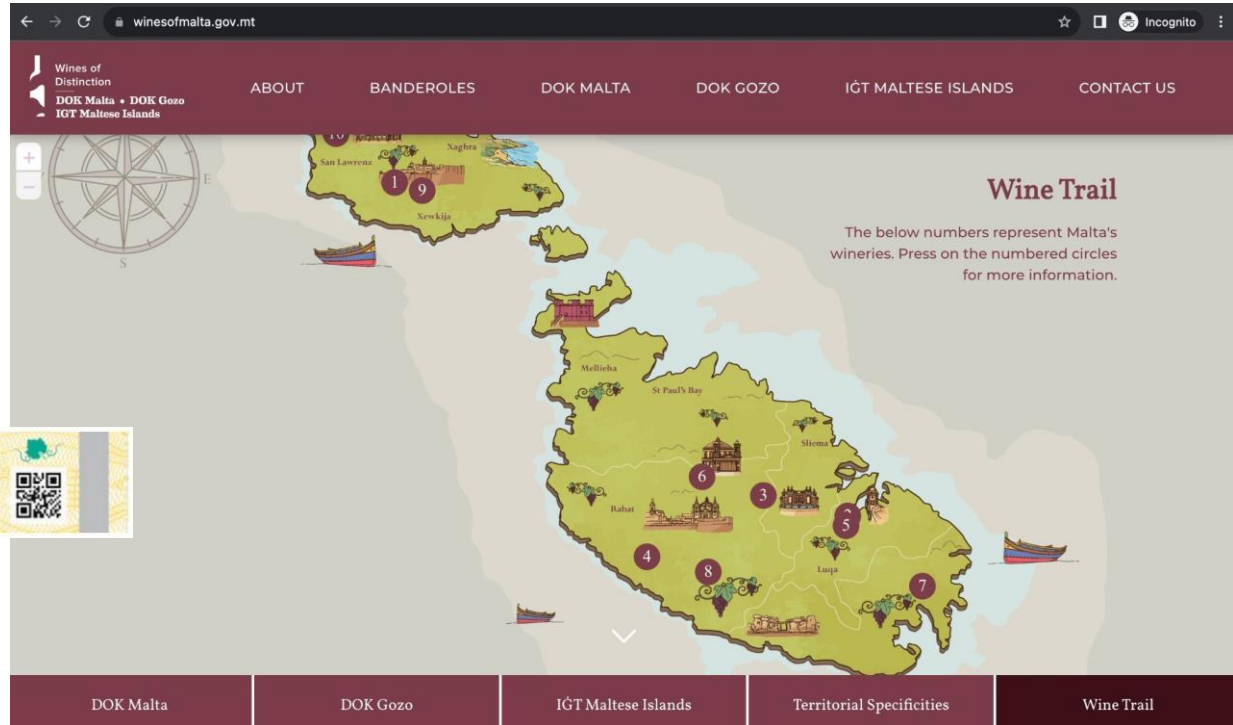 winesofmalta.gov.mt
Incognito
Wines of
Distinction
DOK Malta • DOK Gozo
IGT Maltese Islands
ABOUT
BANDEROLES
DOK MALTA
DOK GOZO
IĠT MALTESE ISLANDS
CONTACT US
+
−
E
S
10
San Lawrenz
Xaghra
1
9
Xewkija
Wine Trail
The below numbers represent Malta's
wineries. Press on the numbered circles
for more information.
Mellieha
St Paul's Bay
Sliema
6
3
Rabat
5
4
8
Luqa
7
DOK Malta
DOK Gozo
IĠT Maltese Islands
Territorial Specificities
Wine Trail